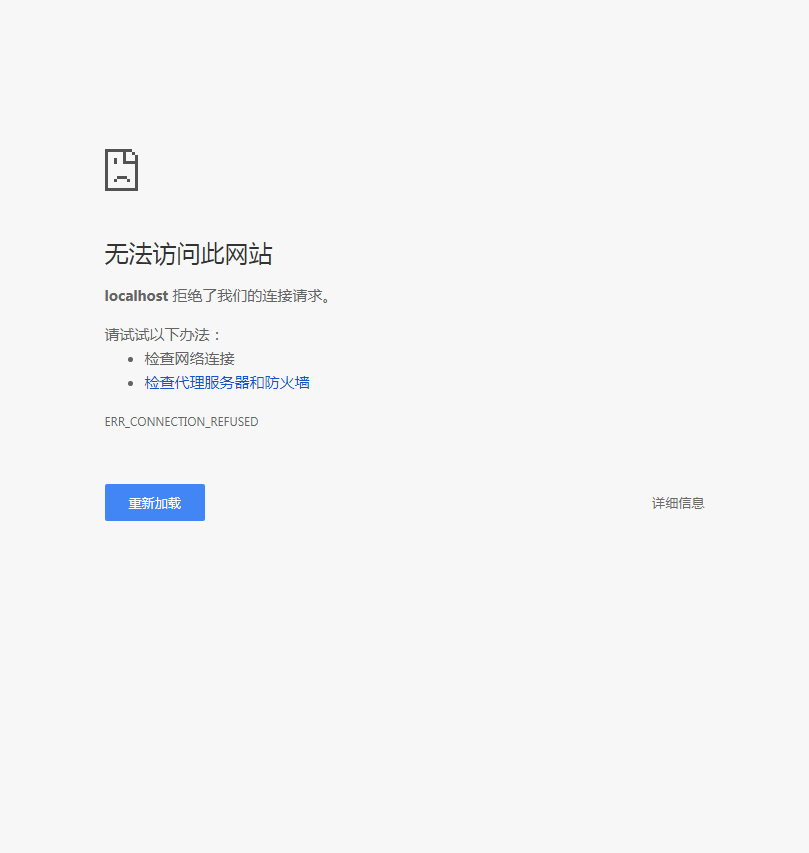 无法访问此网站
localhost 拒绝了我们的连接请求。
请试试以下办法：
检查网络连接
检查代理服务器和防火墙
ERR_CONNECTION_REFUSED
重新加载
详细信息